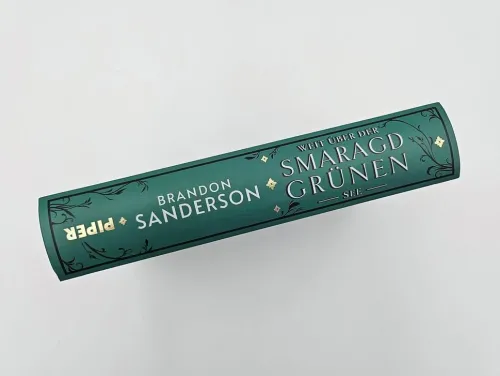 WEIT ÜBER DER
SMARAGD
GRÜNEN
SEE
BRANDON
SANDERSON
PIPER